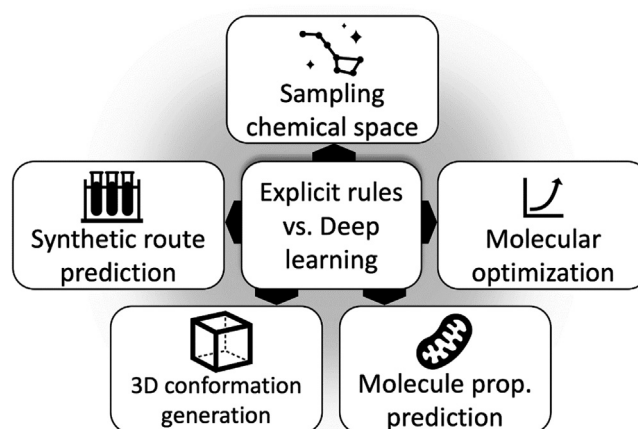 Sampling
chemical space
Explicit rules
vs. Deep
learning
Synthetic route
prediction
Molecular
optimization
3D conformation
generation
Molecule prop.
prediction